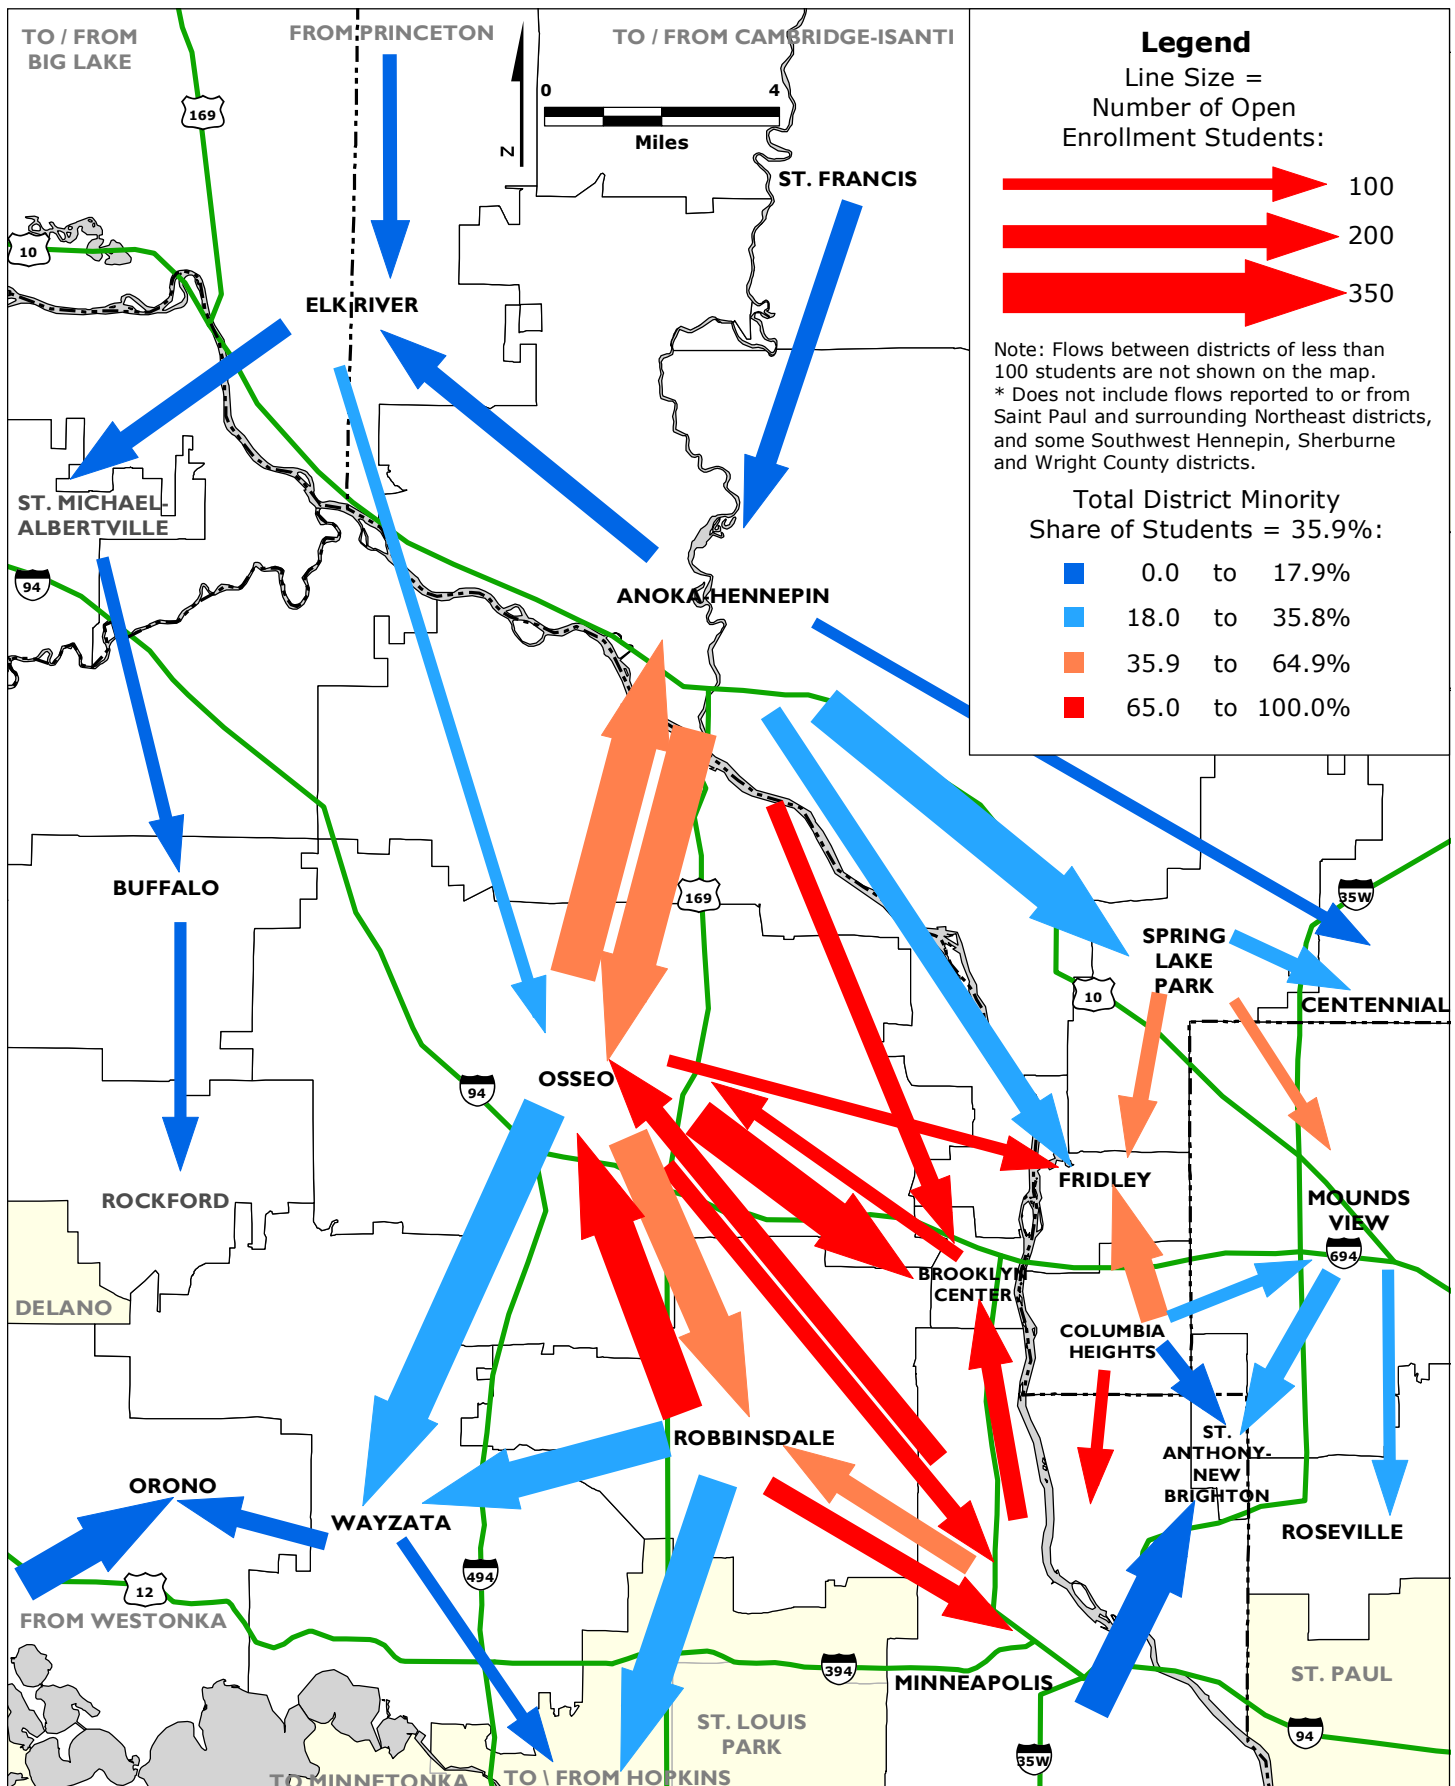 TO / FROM
BIG LAKE
FROM PRINCETON
TO / FROM CAMBRIDGE-ISANTI
169
0 4
Miles
N
10
ST. FRANCIS
ELK RIVER
Legend
Line Size =
Number of Open
Enrollment Students:
100
200
350
Note: Flows between districts of less than
100 students are not shown on the map.
* Does not include flows reported to or from
Saint Paul and surrounding Northeast districts,
and some Southwest Hennepin, Sherburne
and Wright County districts.
Total District Minority
Share of Students = 35.9%:
0.0 to 17.9%
18.0 to 35.8%
35.9 to 64.9%
65.0 to 100.0%
ST. MICHAEL-
ALBERTVILLE
94
ANOKA-HENNEPIN
BUFFALO
169
35W
SPRING
LAKE
PARK
10
CENTENNIAL
OSSEO
94
FRIDLEY
ROCKFORD
MOUNDS
VIEW
694
BROOKLYN
CENTER
DELANO
COLUMBIA
HEIGHTS
ROBBINSDALE
ST.
ANTHONY-
NEW
BRIGHTON
ORONO
WAYZATA
ROSEVILLE
494
12
FROM WESTONKA
394
MINNEAPOLIS
ST. PAUL
ST. LOUIS
PARK
94
35W
TO MINNETONKA
TO \ FROM HOPKINS